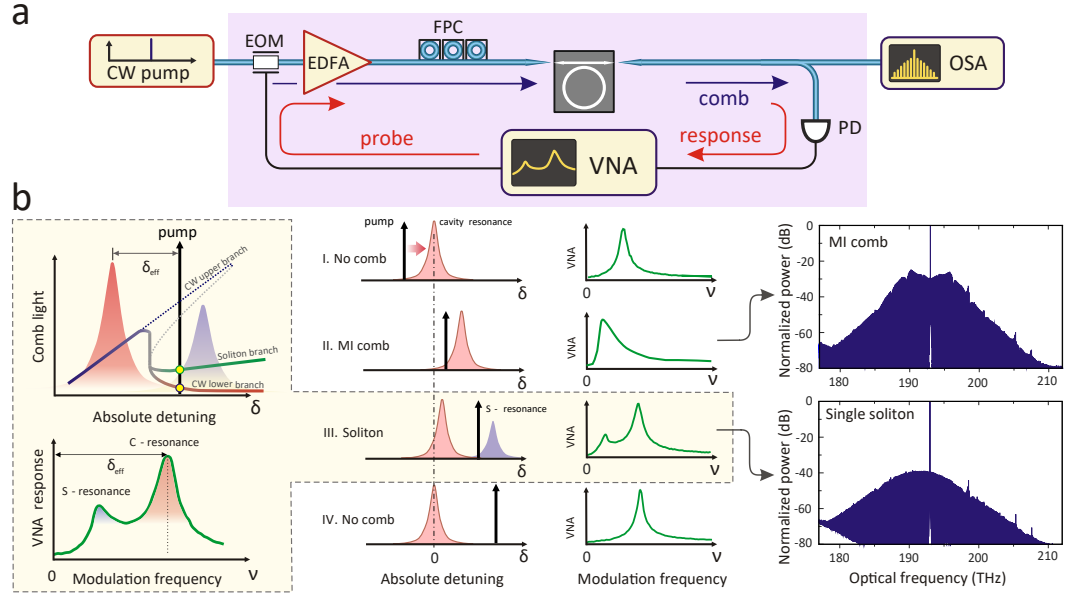 a
CW pump
EOM
EDFA
FPC
comb
OSA
PD
probe
response
VNA
b
pump
δeff
CW upper branch
Comb light
Soliton branch
CW lower branch
Absolute detuning
δ
C - resonance
δeff
S - resonance
VNA response
0
Modulation frequency
ν
pump
cavity resonance
I. No comb
δ
VNA
0
ν
II. MI comb
δ
VNA
0
ν
III. Soliton
S - resonance
δ
VNA
0
ν
IV. No comb
0
δ
VNA
0
ν
Absolute detuning
Modulation frequency
Normalized power (dB)
0
-20
-40
-60
-80
MI comb
180
190
200
210
Normalized power (dB)
0
-20
-40
-60
-80
Single soliton
180
190
200
210
Optical frequency (THz)